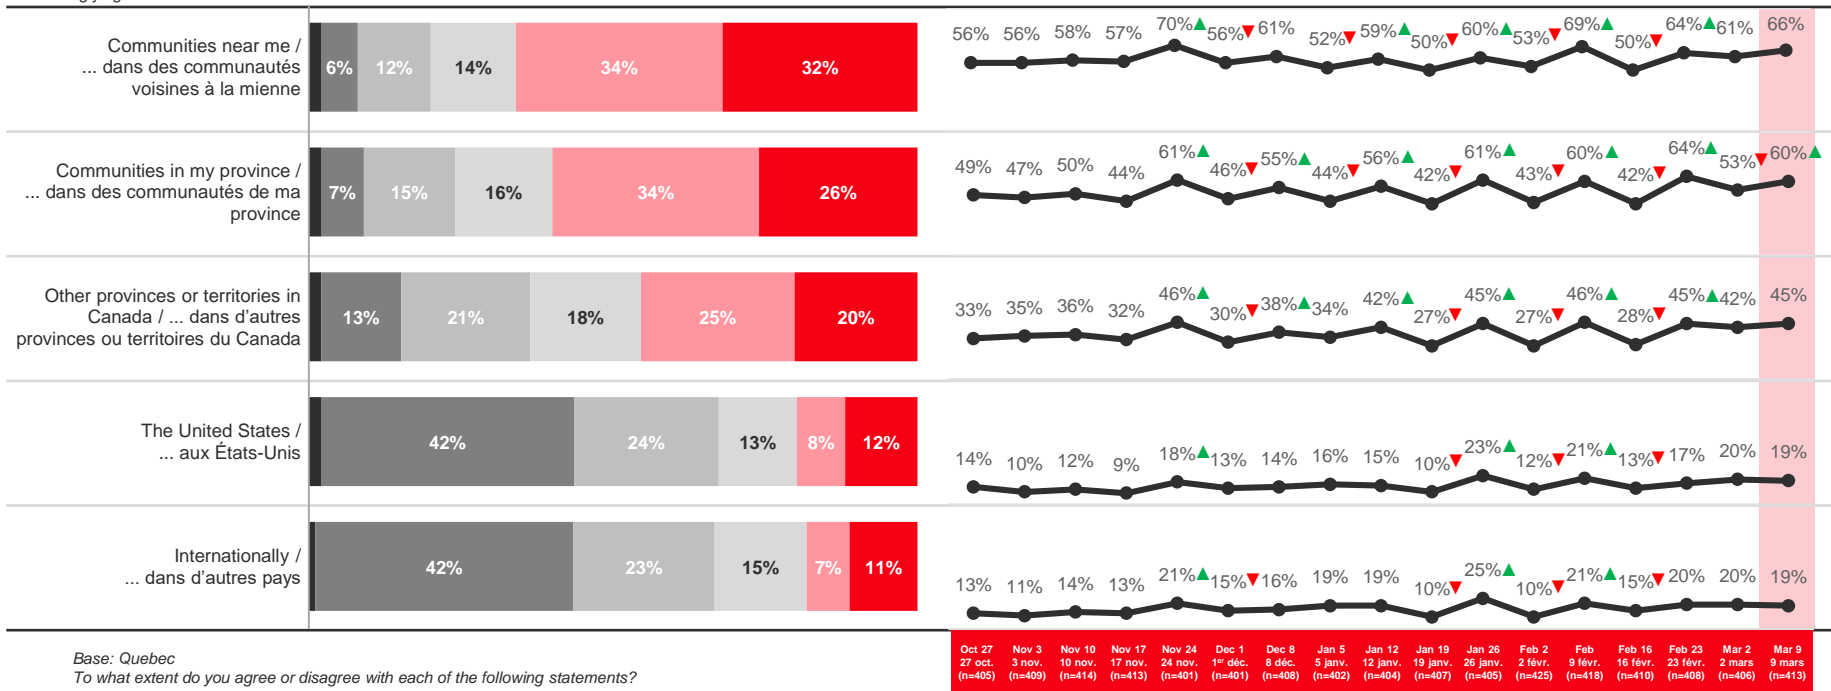 Communities near me /
... dans des communautés
voisines à la mienne
6% 12% 14% 34% 32%
56% 56% 58% 57% 70% 56% 61% 52% 59% 50% 60% 53% 69% 50% 64% 61% 66%
Communities in my province /
... dans des communautés de ma
province
7% 15% 16% 34% 26%
49% 47% 50% 44% 61% 46% 55% 44% 56% 42% 61% 43% 60% 42% 64% 53% 60%
Other provinces or territories in
Canada / ... dans d'autres
provinces ou territoires du Canada
13% 21% 18% 25% 20%
33% 35% 36% 32% 46% 30% 38% 34% 42% 27% 45% 27% 46% 28% 45% 42% 45%
The United States /
... aux États-Unis
42% 24% 13% 8% 12%
14% 10% 12% 9% 18% 13% 14% 16% 15% 10% 23% 12% 21% 13% 17% 20% 19%
Internationally /
... dans d'autres pays
42% 23% 15% 7% 11%
13% 11% 14% 13% 21% 15% 16% 19% 19% 10% 25% 10% 21% 15% 20% 20% 19%
Oct 27 Nov 3 Nov 10 Nov 17 Nov 24 Dec 1 Dec 8 Jan 5 Jan 12 Jan 19 Jan 26 Feb 2 Feb Feb 16 Feb 23 Mar 2 Mar 9
27 oct. 3 nov. 10 nov. 17 nov. 24 nov. 1er déc. 8 déc. 5 janv. 12 janv. 19 janv. 26 janv. 2 févr. 9 févr. 16 févr. 23 févr. 2 mars 9 mars
(n=405) (n=409) (n=414) (n=413) (n=401) (n=401) (n=408) (n=402) (n=404) (n=407) (n=405) (n=425) (n=418) (n=410) (n=408) (n=406) (n=413)
Base: Quebec
To what extent do you agree or disagree with each of the following statements?